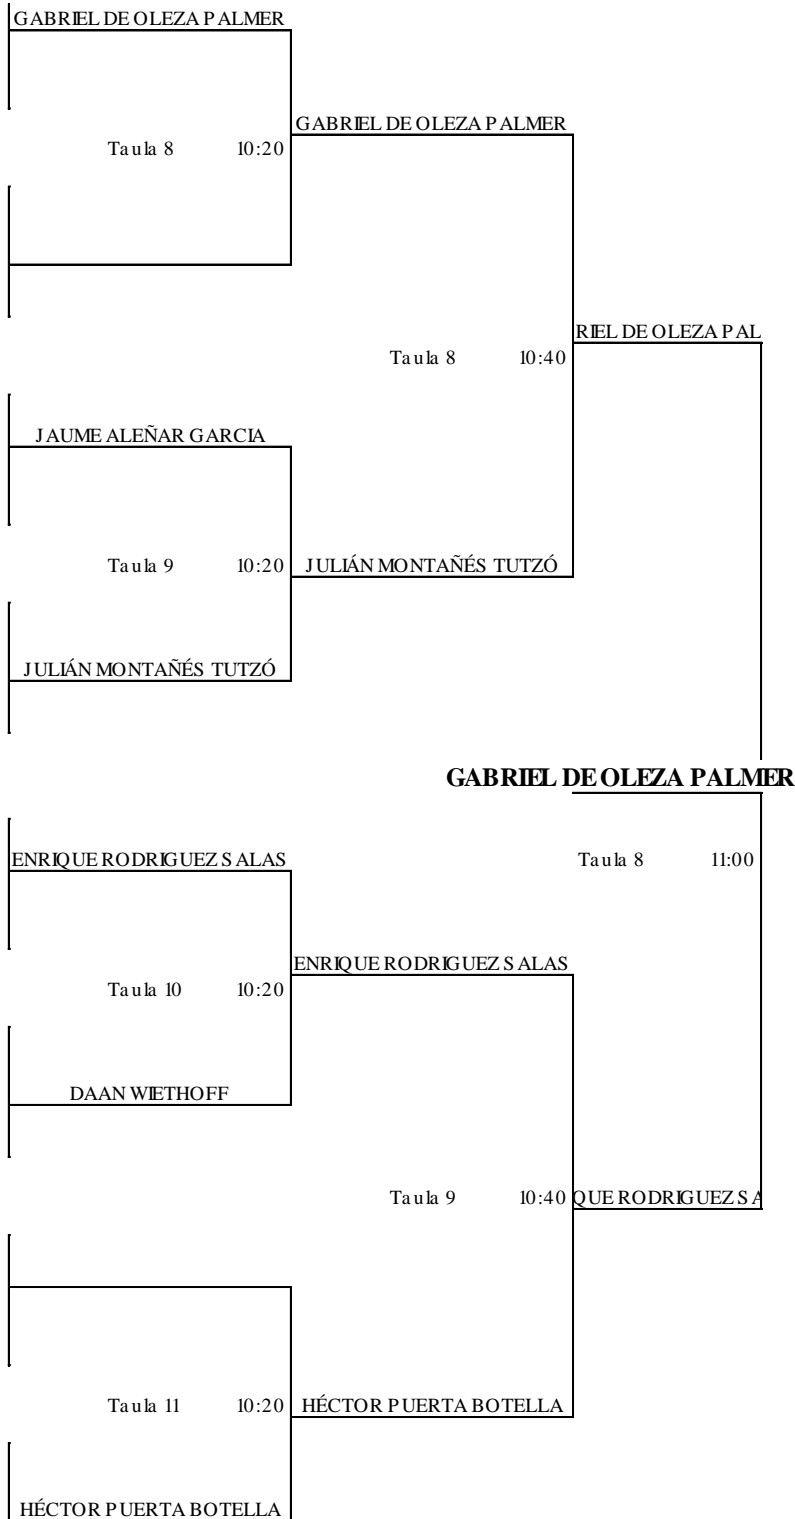 GABRIEL DE OLEZA PALMER
GABRIEL DE OLEZA PALMER
Taula 8 10:20
RIEL DE OLEZA PAL
Taula 8 10:40
JAUME ALEÑAR GARCIA
Taula 9 10:20 JULIÁN MONTAÑÉS TUTZÓ
JULIÁN MONTAÑÉS TUTZÓ
GABRIEL DE OLEZA PALMER
ENRIQUE RODRIGUEZ SALAS Taula 8 11:00
ENRIQUE RODRIGUEZ SALAS
Taula 10 10:20
DAAN WIETHOFF
Taula 9 10:40 QUE RODRIGUEZ SA
Taula 11 10:20 HÉCTOR PUERTA BOTELLA
HÉCTOR PUERTA BOTELLA